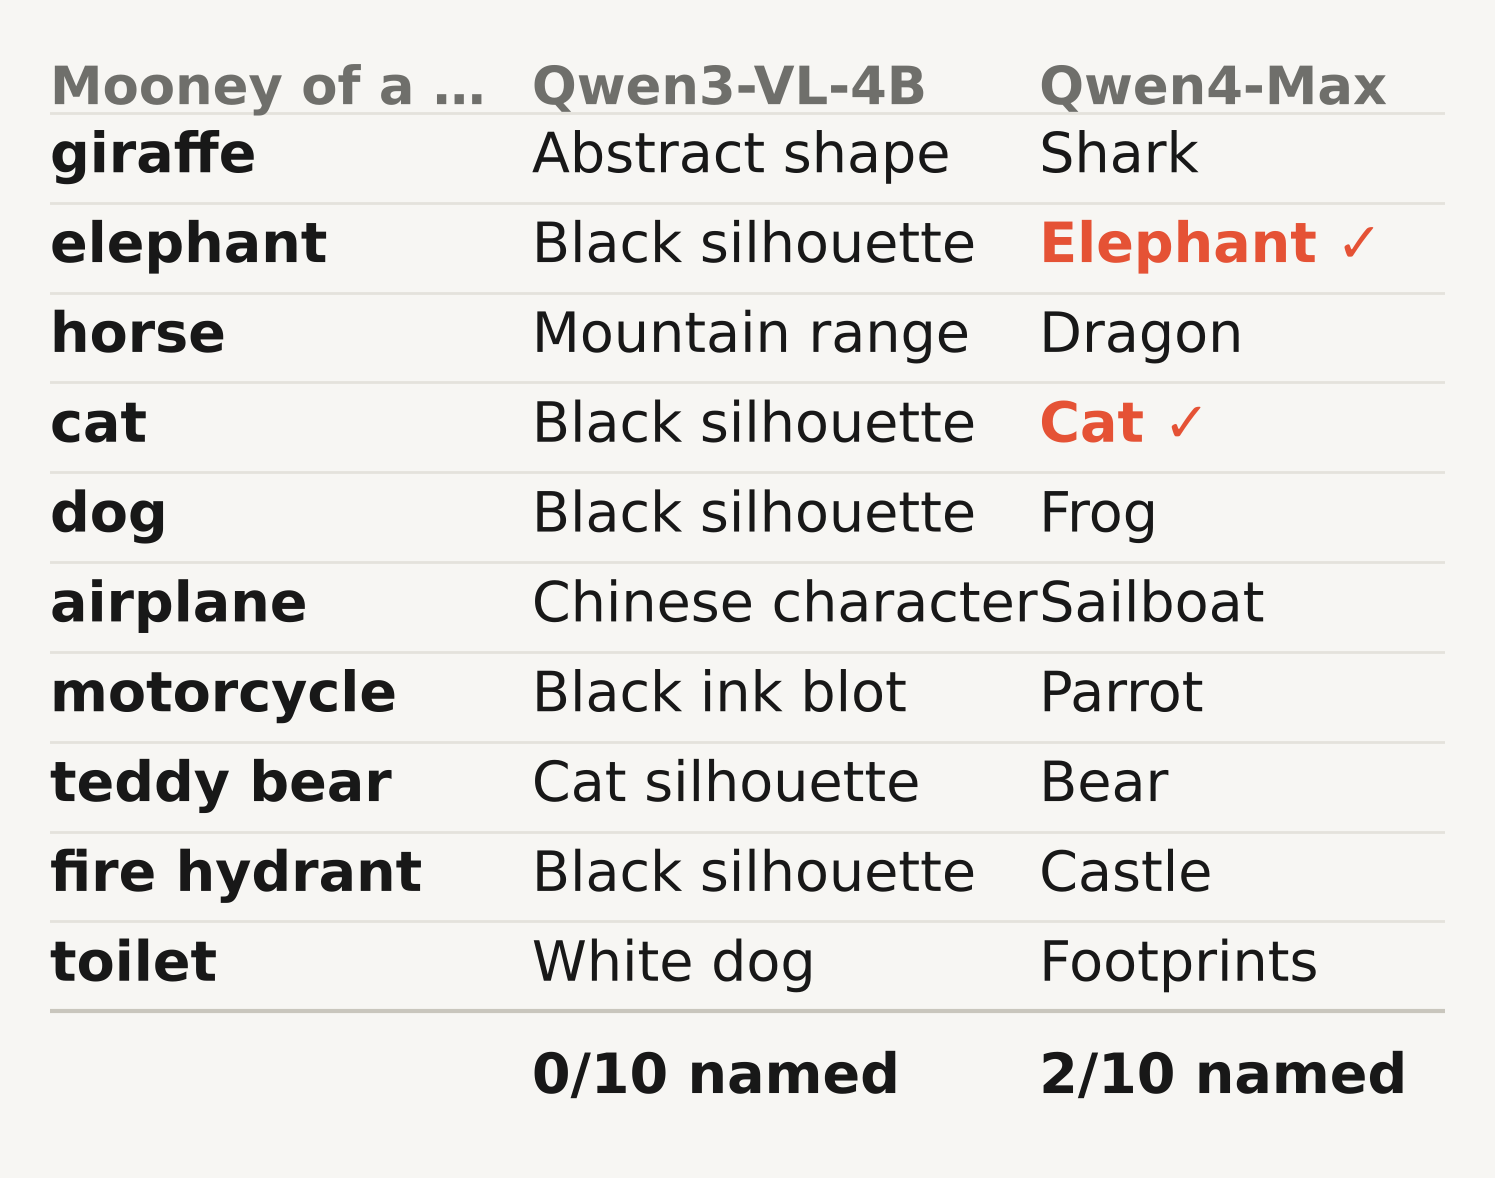 Mooney of a ... Qwen3-VL-4B Qwen4-Max
giraffe Abstract shape Shark
elephant Black silhouette Elephant ✓
horse Mountain range Dragon
cat Black silhouette Cat ✓
dog Black silhouette Frog
airplane Chinese character Sailboat
motorcycle Black ink blot Parrot
teddy bear Cat silhouette Bear
fire hydrant Black silhouette Castle
toilet White dog Footprints
0/10 named 2/10 named